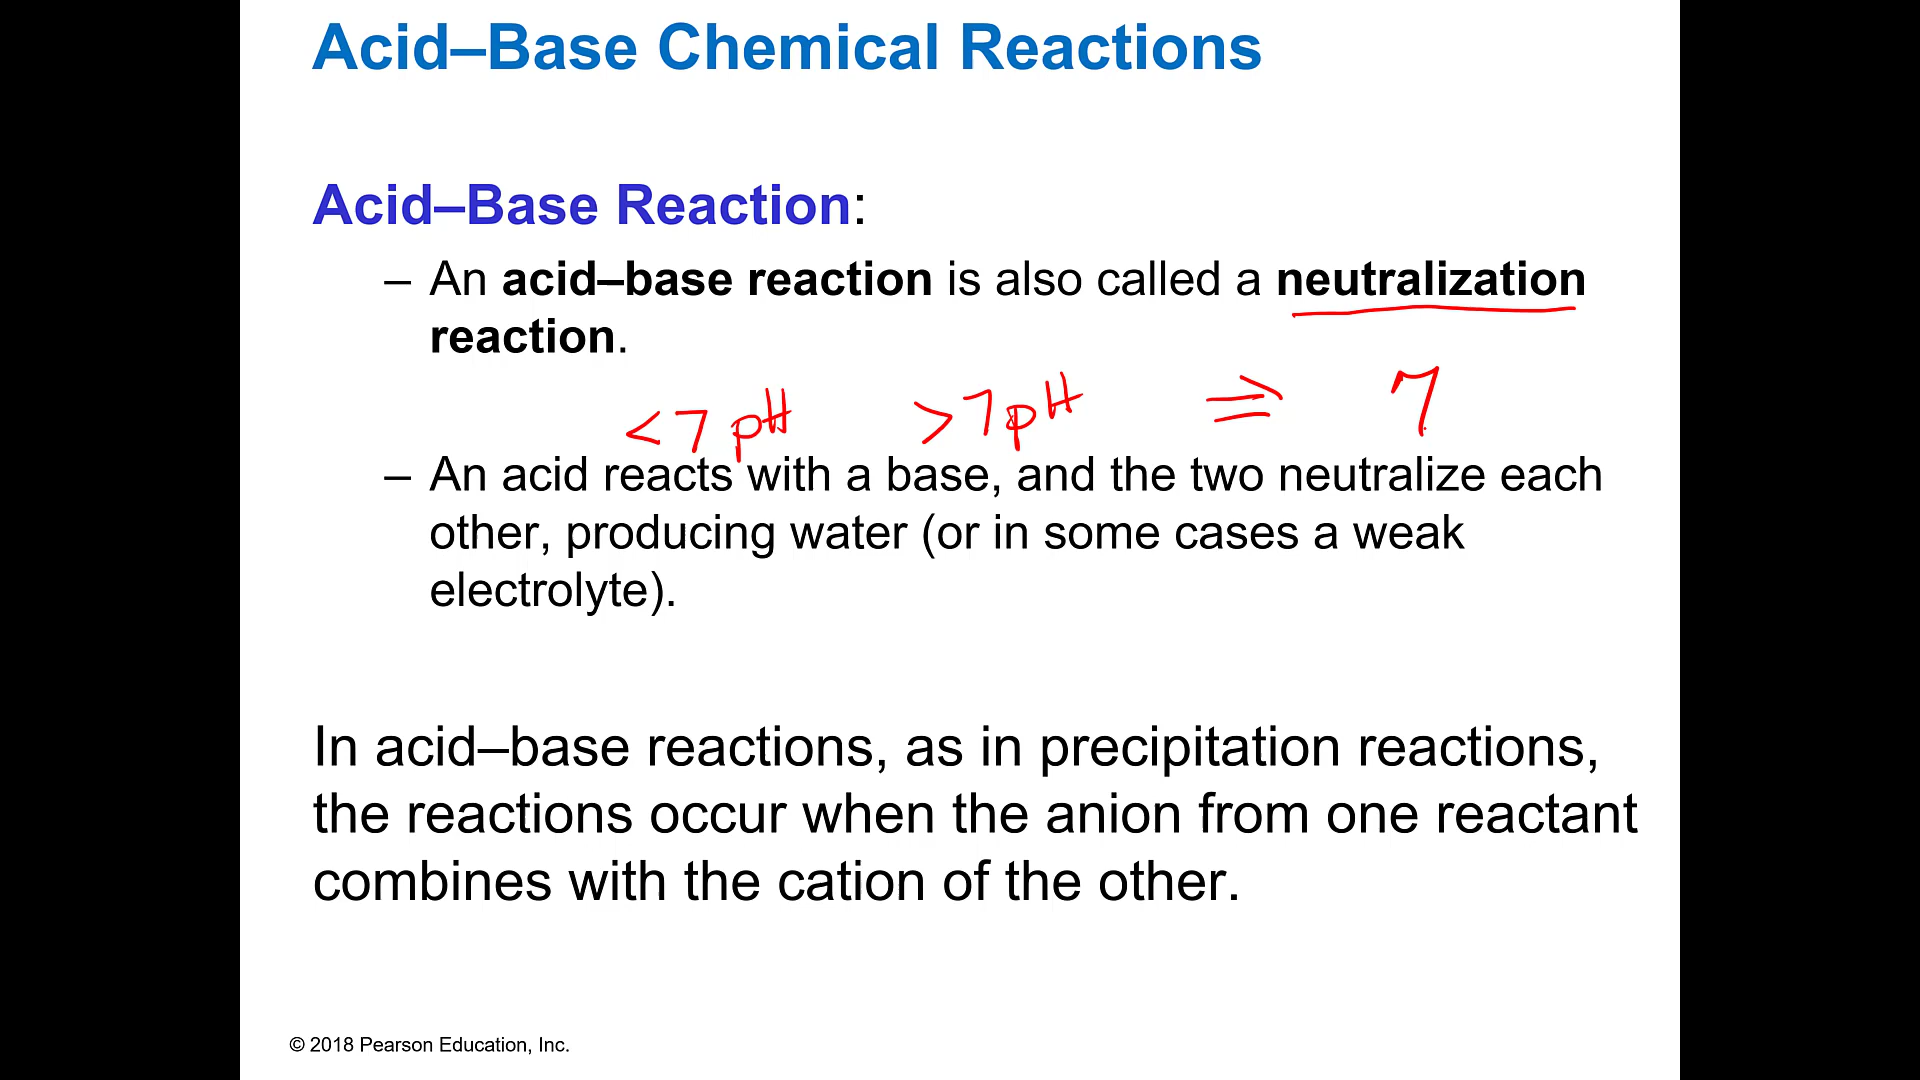 Acid–Base Chemical Reactions
Acid–Base Reaction:
– An acid–base reaction is also called a neutralization
reaction.
<7 pH >7 pH ⇒ 7
– An acid reacts with a base, and the two neutralize each
other, producing water (or in some cases a weak
electrolyte).
In acid–base reactions, as in precipitation reactions,
the reactions occur when the anion from one reactant
combines with the cation of the other.
© 2018 Pearson Education, Inc.